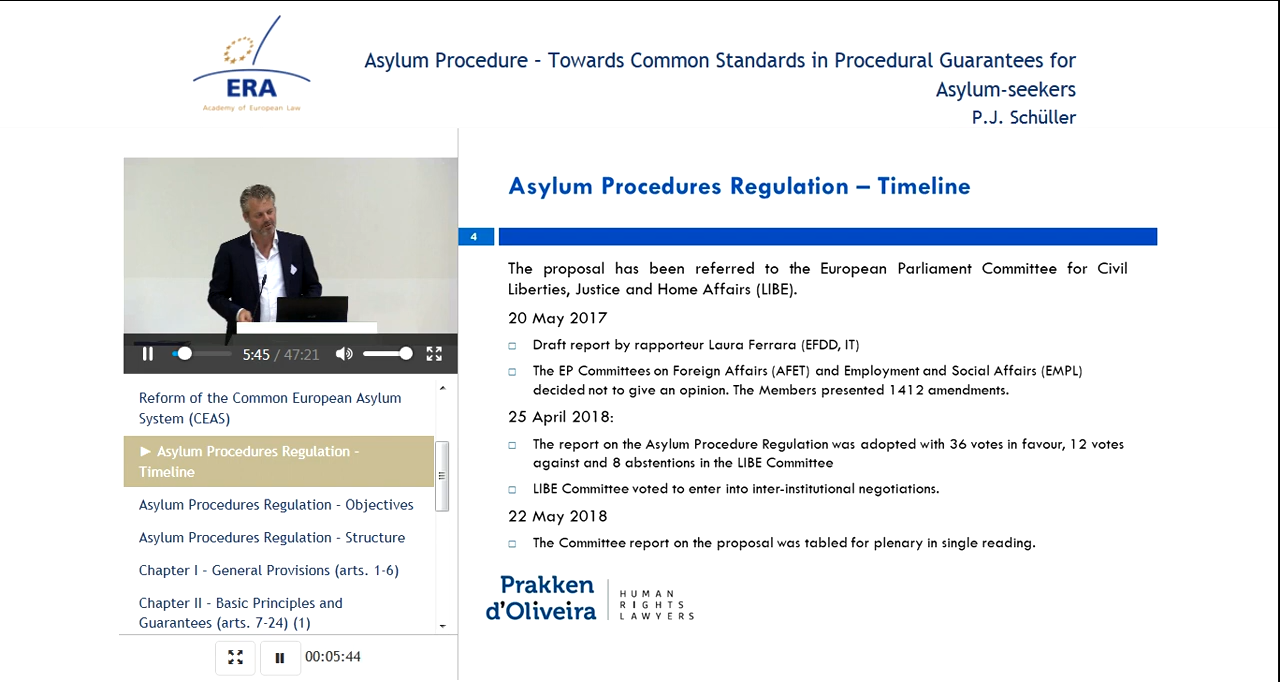 ERA
Academy of European Law
Asylum Procedure - Towards Common Standards in Procedural Guarantees for
Asylum-seekers
P.J. Schüller
5:45 / 47:21
Reform of the Common European Asylum
System (CEAS)
► Asylum Procedures Regulation -
Timeline
Asylum Procedures Regulation - Objectives
Asylum Procedures Regulation - Structure
Chapter I - General Provisions (arts. 1-6)
Chapter II - Basic Principles and
Guarantees (arts. 7-24) (1)
00:05:44
Asylum Procedures Regulation – Timeline
4
The proposal has been referred to the European Parliament Committee for Civil
Liberties, Justice and Home Affairs (LIBE).
20 May 2017
Draft report by rapporteur Laura Ferrara (EFDD, IT)
The EP Committees on Foreign Affairs (AFET) and Employment and Social Affairs (EMPL)
decided not to give an opinion. The Members presented 1412 amendments.
25 April 2018:
The report on the Asylum Procedure Regulation was adopted with 36 votes in favour, 12 votes
against and 8 abstentions in the LIBE Committee
LIBE Committee voted to enter into inter-institutional negotiations.
22 May 2018
The Committee report on the proposal was tabled for plenary in single reading.
Prakken
d'Oliveira
HUMAN
RIGHTS
LAWYERS